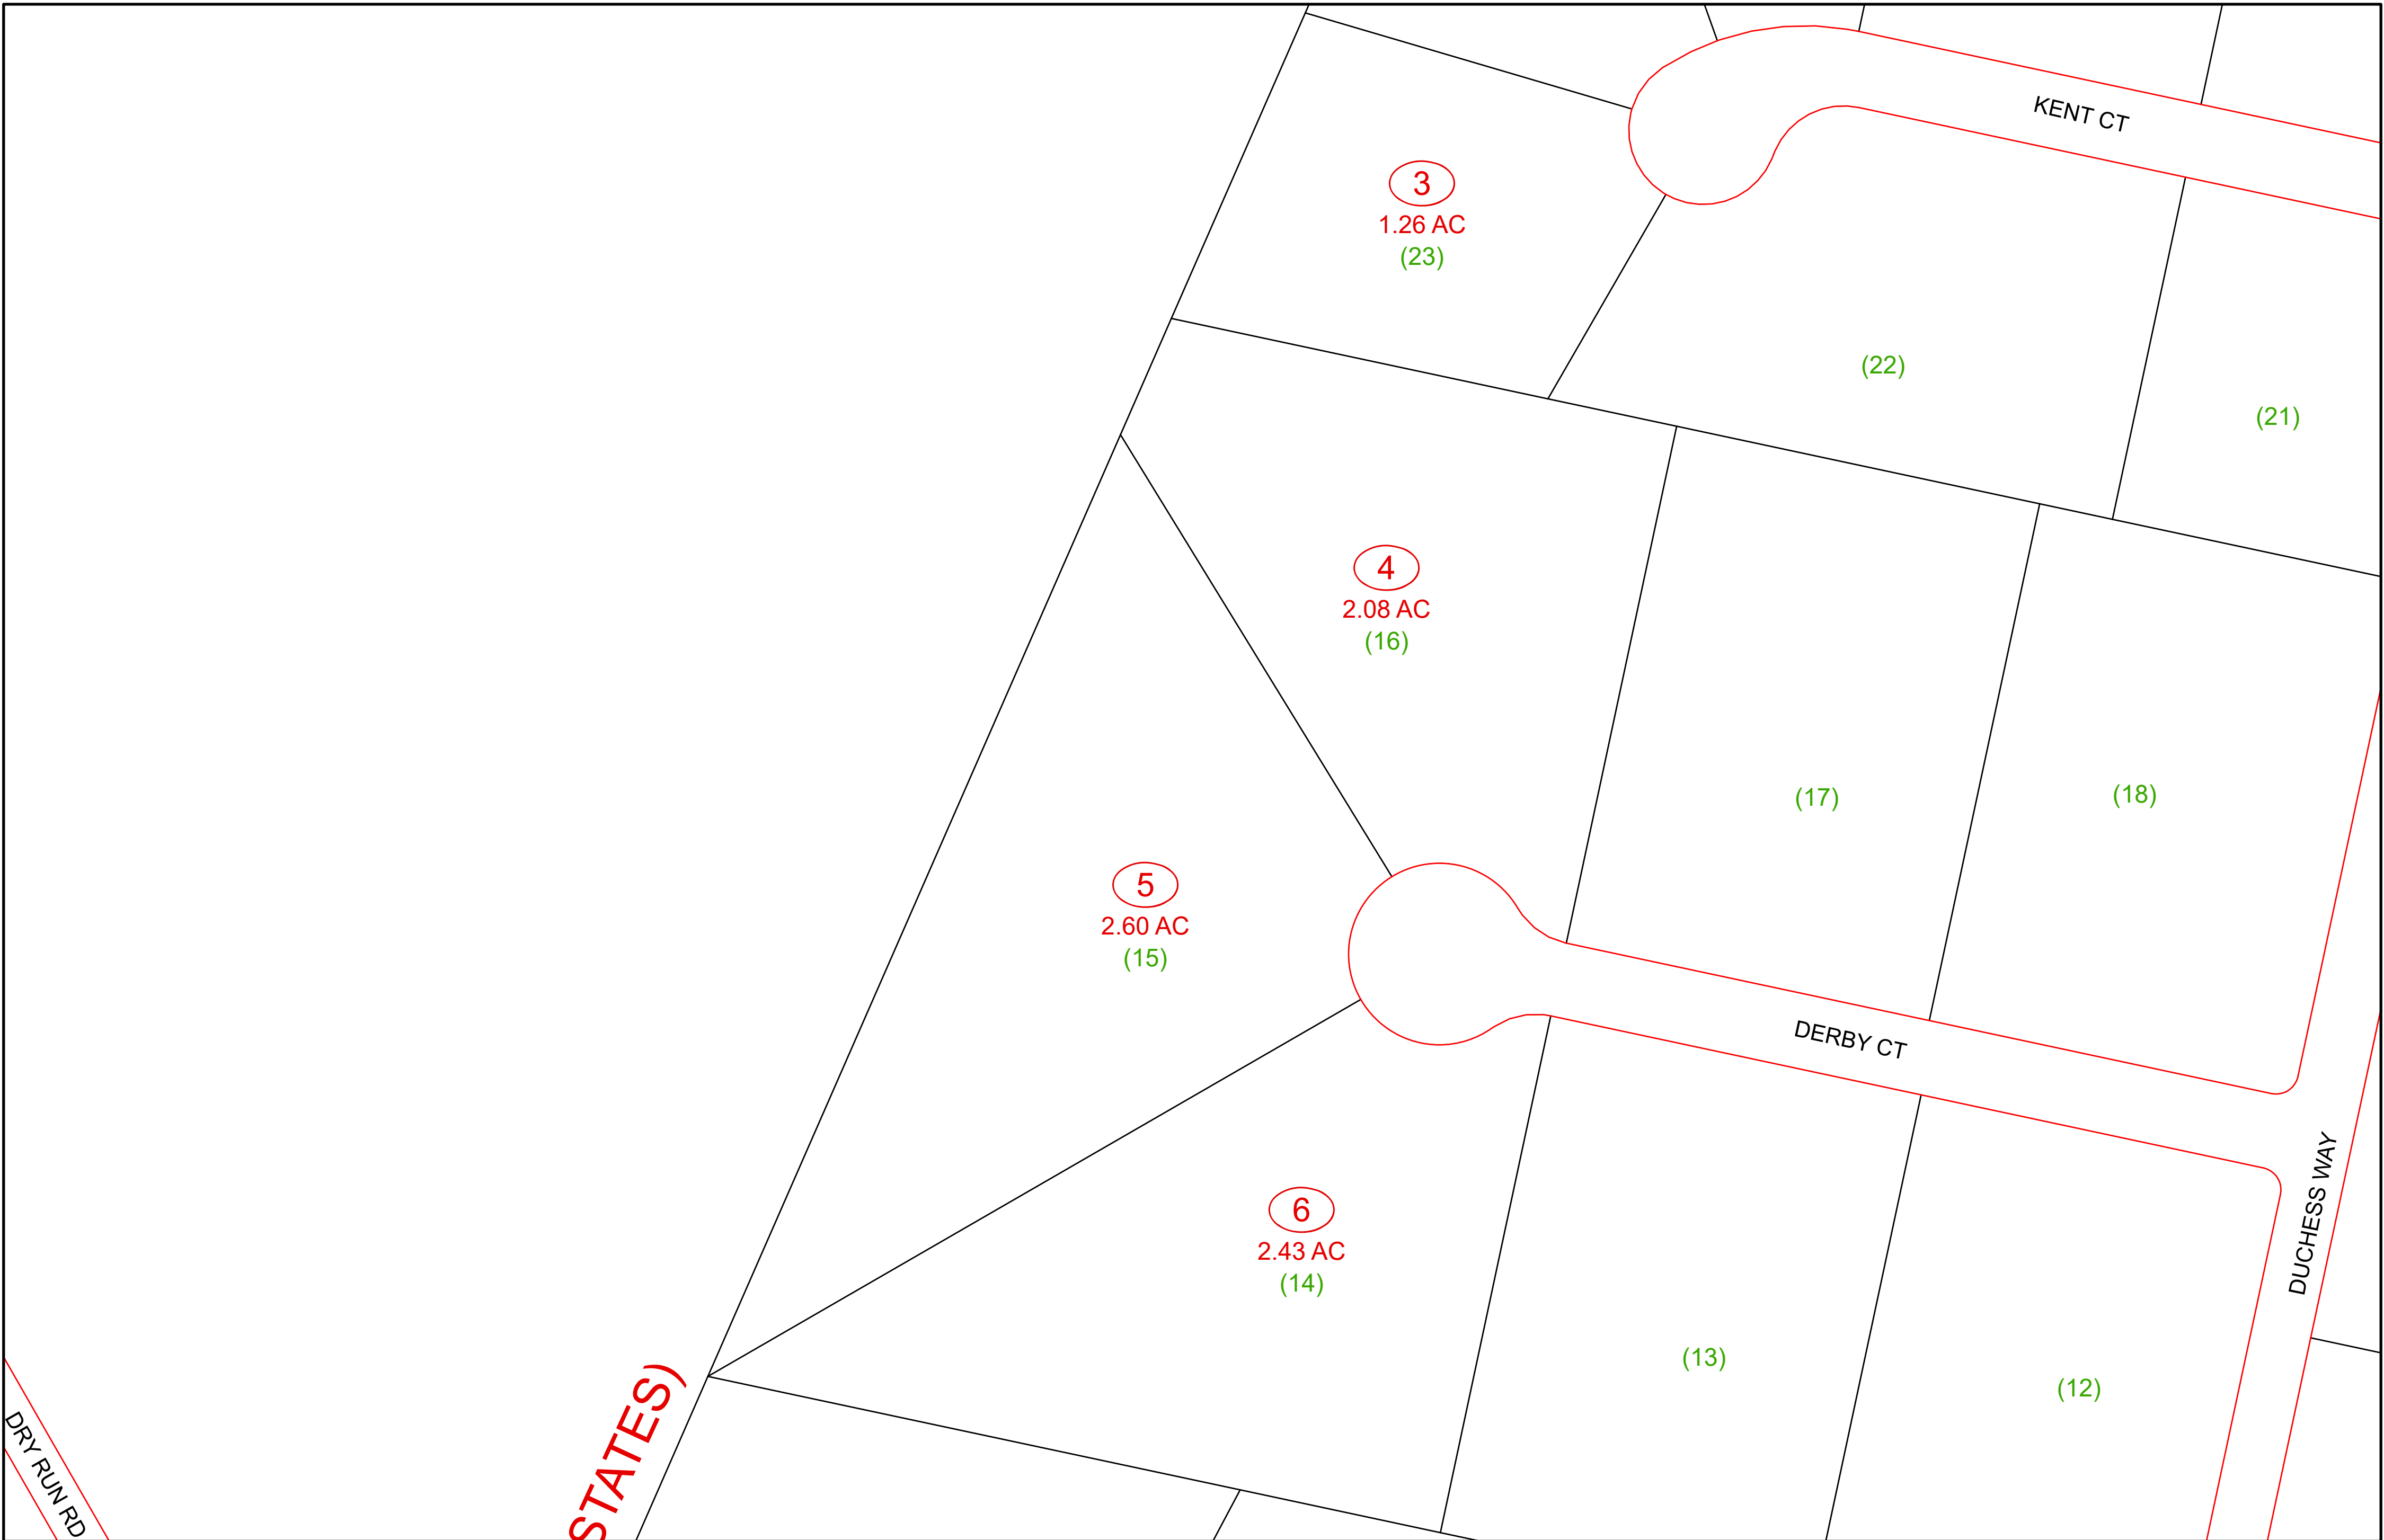 KENT CT
3
1.26 AC
(23)
(22)
(21)
4
2.08 AC
(16)
(17)
(18)
5
2.60 AC
(15)
DERBY CT
6
2.43 AC
(14)
DUCHESS WAY
(13)
(12)
STATES)
DRY RUN RD